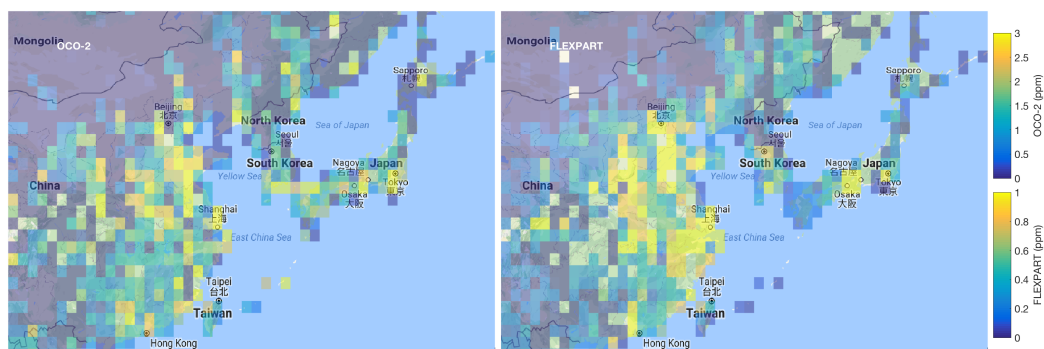 Mongolia
OCO-2
Sapporo
札幌
Beijing
北京
North Korea
Sea of Japan
Seoul
서울
South Korea
Nagoya
名古屋
Japan
Yellow Sea
Tokyo
東京
China
Osaka
大阪
Shanghai
上海
East China Sea
Taipei
台北
Taiwan
Hong Kong
Mongolia
FLEXPART
Sapporo
札幌
Beijing
北京
North Korea
Sea of Japan
Seoul
서울
South Korea
Nagoya
名古屋
Japan
Yellow Sea
Tokyo
東京
China
Osaka
大阪
Shanghai
上海
East China Sea
Taipei
台北
Taiwan
Hong Kong
3
2.5
2
1.5
1
0.5
0
OCO-2 (ppm)
1
0.8
0.6
0.4
0.2
0
FLEXPART (ppm)